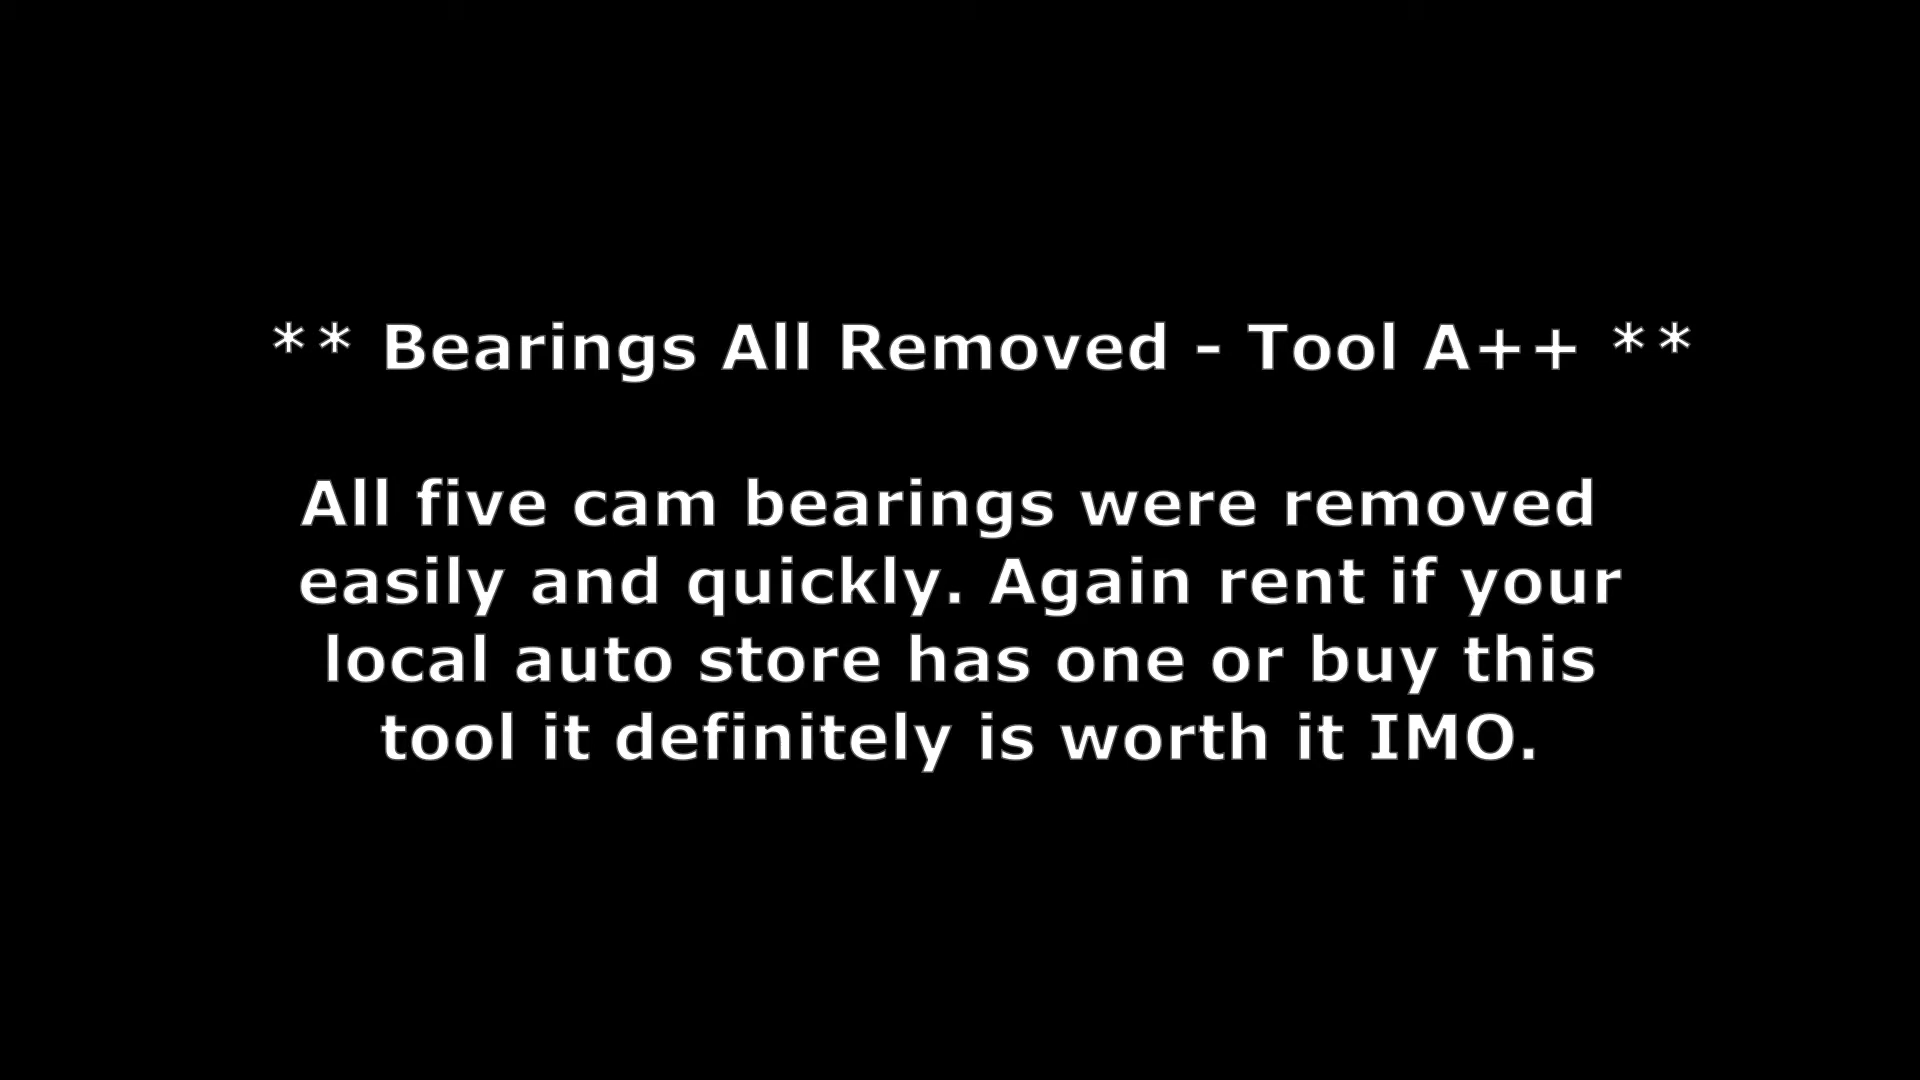 ** Bearings All Removed - Tool A++ **
All five cam bearings were removed
easily and quickly. Again rent if your
local auto store has one or buy this
tool it definitely is worth it IMO.